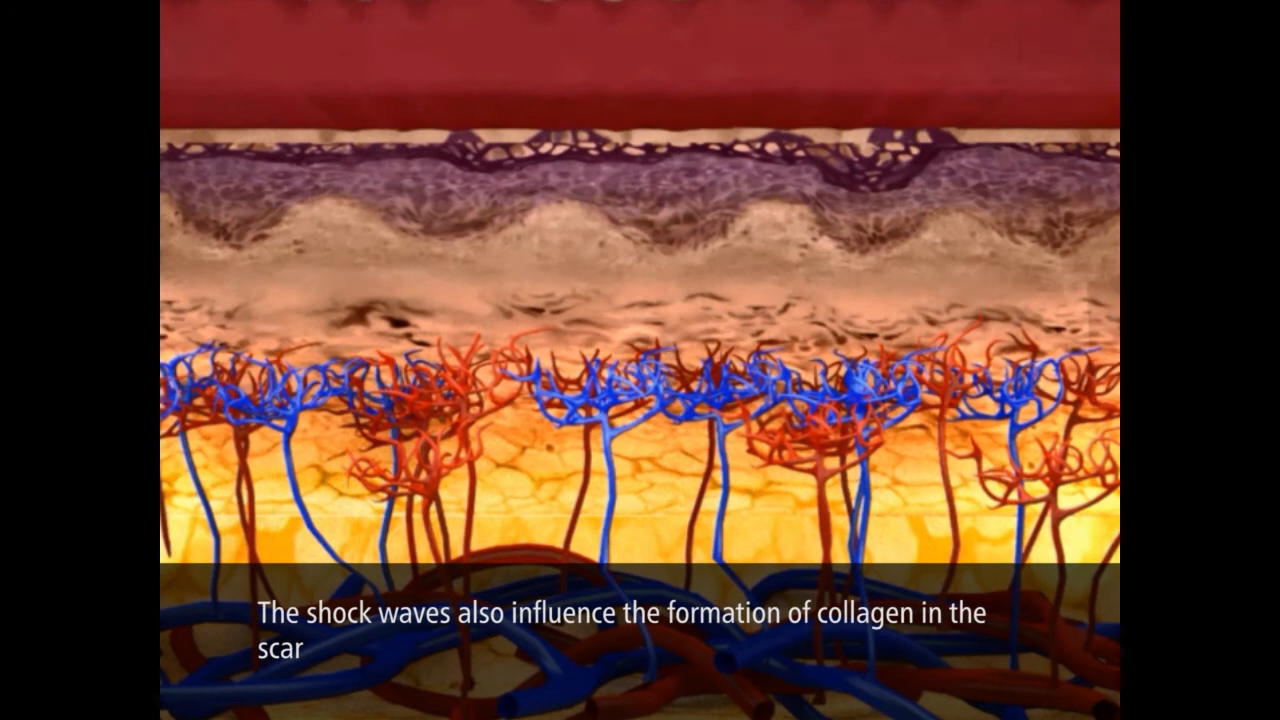 The shock waves also influence the formation of collagen in the
scar